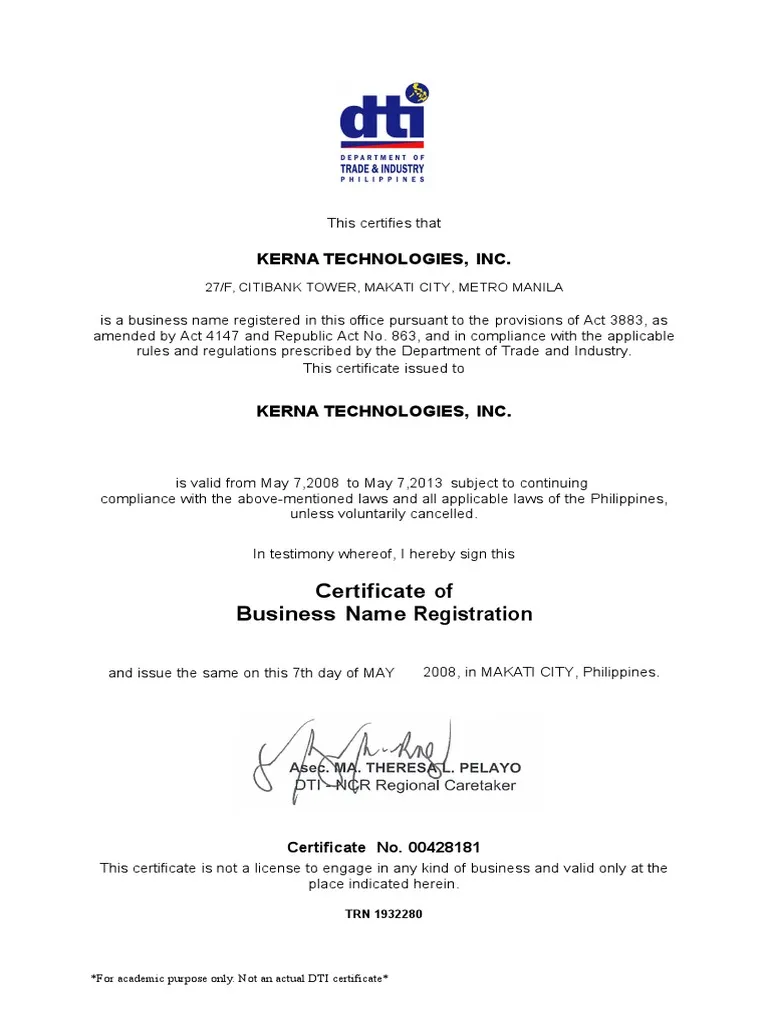 dti
DEPARTMENT OF
TRADE & INDUSTRY
PHILIPPINES
This certifies that
KERNA TECHNOLOGIES, INC.
27/F, CITIBANK TOWER, MAKATI CITY, METRO MANILA
is a business name registered in this office pursuant to the provisions of Act 3883, as
amended by Act 4147 and Republic Act No. 863, and in compliance with the applicable
rules and regulations prescribed by the Department of Trade and Industry.
This certificate issued to
KERNA TECHNOLOGIES, INC.
is valid from May 7,2008 to May 7,2013 subject to continuing
compliance with the above-mentioned laws and all applicable laws of the Philippines,
unless voluntarily cancelled.
In testimony whereof, I hereby sign this
Certificate of
Business Name Registration
and issue the same on this 7th day of MAY 2008, in MAKATI CITY, Philippines.
Asec. MA. THERESA L. PELAYO
DTI - NCR Regional Caretaker
Certificate No. 00428181
This certificate is not a license to engage in any kind of business and valid only at the
place indicated herein.
TRN 1932280
*For academic purpose only. Not an actual DTI certificate*